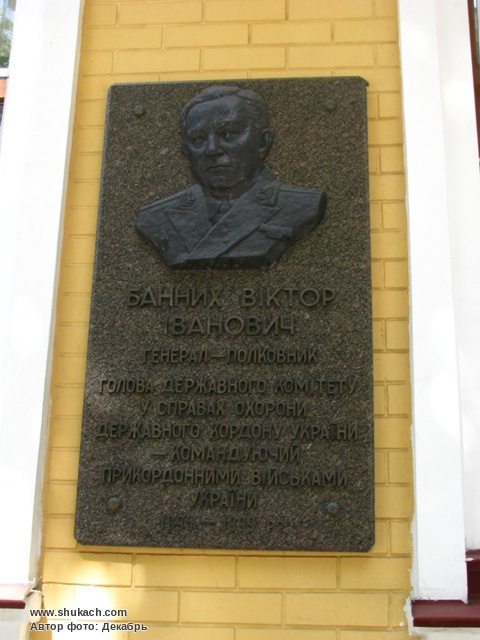 БАННИХ ВІКТОР
ІВАНОВИЧ
ГЕНЕРАЛ–ПОЛКОВНИК
ГОЛОВА ДЕРЖАВНОГО КОМІТЕТУ
У СПРАВАХ ОХОРОНИ
ДЕРЖАВНОГО КОРДОНУ УКРАЇНИ
–КОМАНДУЮЧИЙ
ПРИКОРДОННИМИ ВІЙСЬКАМИ
УКРАЇНИ
www.shukach.com
Автор фото: Декабрь